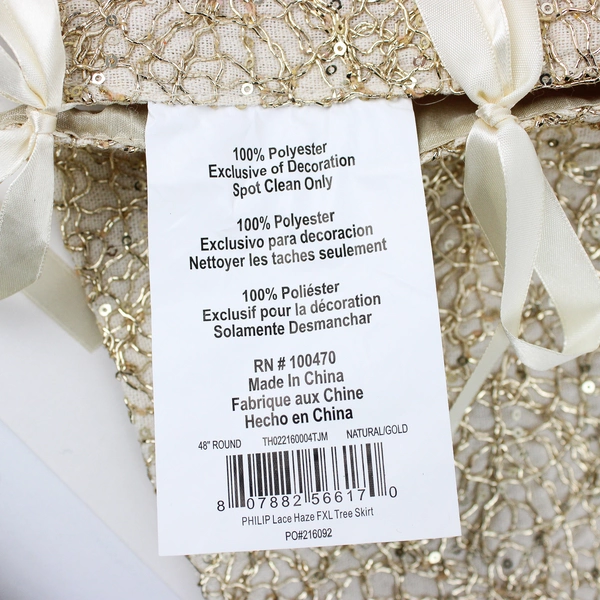 100% Polyester
Exclusive of Decoration
Spot Clean Only
100% Polyester
Exclusivo para decoracion
Nettoyer les taches seulement
100% Poliéster
Exclusif pour la décoration
Solamente Desmanchar
RN # 100470
Made In China
Fabrique aux Chine
Hecho en China
48" ROUND TH022160004TJM NATURAL/GOLD
8 07882 56617 0
PHILIP Lace Haze FXL Tree Skirt
PO#216092